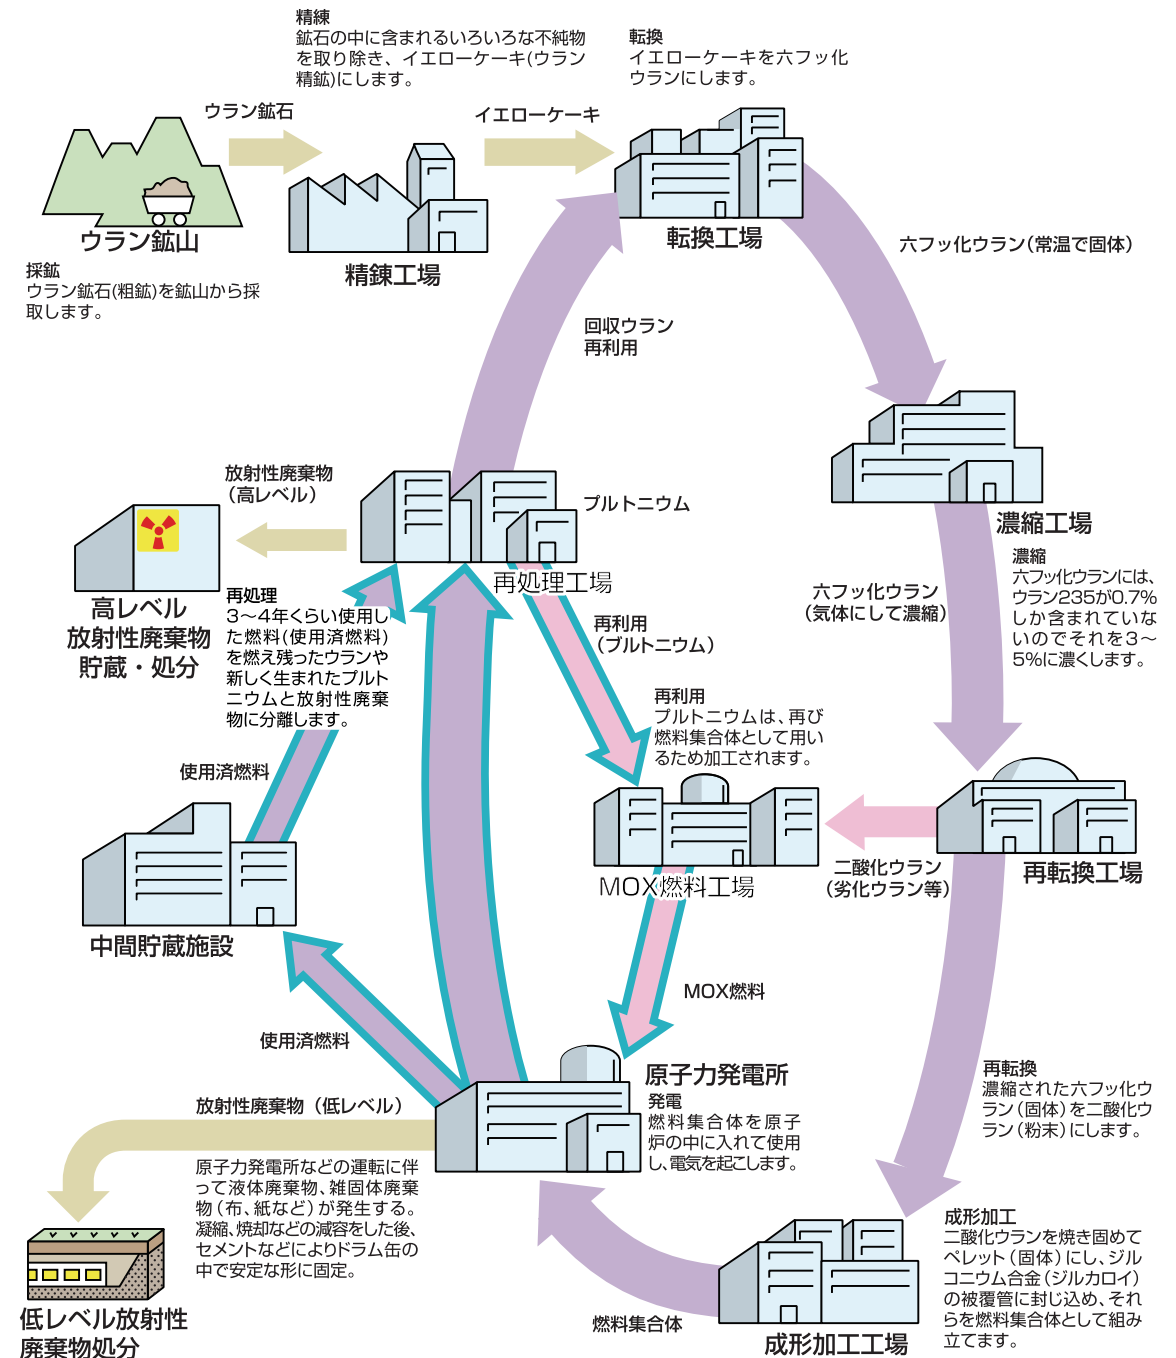 精練
鉱石の中に含まれるいろいろな不純物
を取り除き、イエローケーキ(ウラン
精鉱)にします。
転換
イエローケーキを六フッ化
ウランにします。
ウラン鉱石
イエローケーキ
ウラン鉱山
採鉱
ウラン鉱石(粗鉱)を鉱山から採
取します。
精錬工場
転換工場
六フッ化ウラン(常温で固体)
回収ウラン
再利用
濃縮工場
濃縮
六フッ化ウランには、
ウラン235が0.7%
しか含まれていな
いのでそれを3〜
5%に濃くします。
六フッ化ウラン
(気体にして濃縮)
放射性廃棄物
(高レベル)
プルトニウム
再処理工場
高レベル
放射性廃棄物
貯蔵・処分
再処理
3〜4年くらい使用し
た燃料(使用済燃料)
を燃え残ったウランや
新しく生まれたプルト
ニウムと放射性廃棄
物に分離します。
再利用
(プルトニウム)
再利用
プルトニウムは、再び
燃料集合体として用い
るため加工されます。
使用済燃料
中間貯蔵施設
MOX燃料工場
二酸化ウラン
(劣化ウラン等)
再転換工場
MOX燃料
使用済燃料
原子力発電所
発電
燃料集合体を原子
炉の中に入れて使用
し、電気を起こします。
再転換
濃縮された六フッ化ウ
ラン(固体)を二酸化ウ
ラン(粉末)にします。
放射性廃棄物(低レベル)
原子力発電所などの運転に伴
って液体廃棄物、雑固体廃棄
物(布、紙など)が発生する。
凝縮、焼却などの減容をした後、
セメントなどによりドラム缶の
中で安定な形に固定。
低レベル放射性
廃棄物処分
燃料集合体
成形加工工場
成形加工
二酸化ウランを焼き固めて
ペレット(固体)にし、ジル
コニウム合金(ジルカロイ)
の被覆管に封じ込め、それ
らを燃料集合体として組み
立てます。